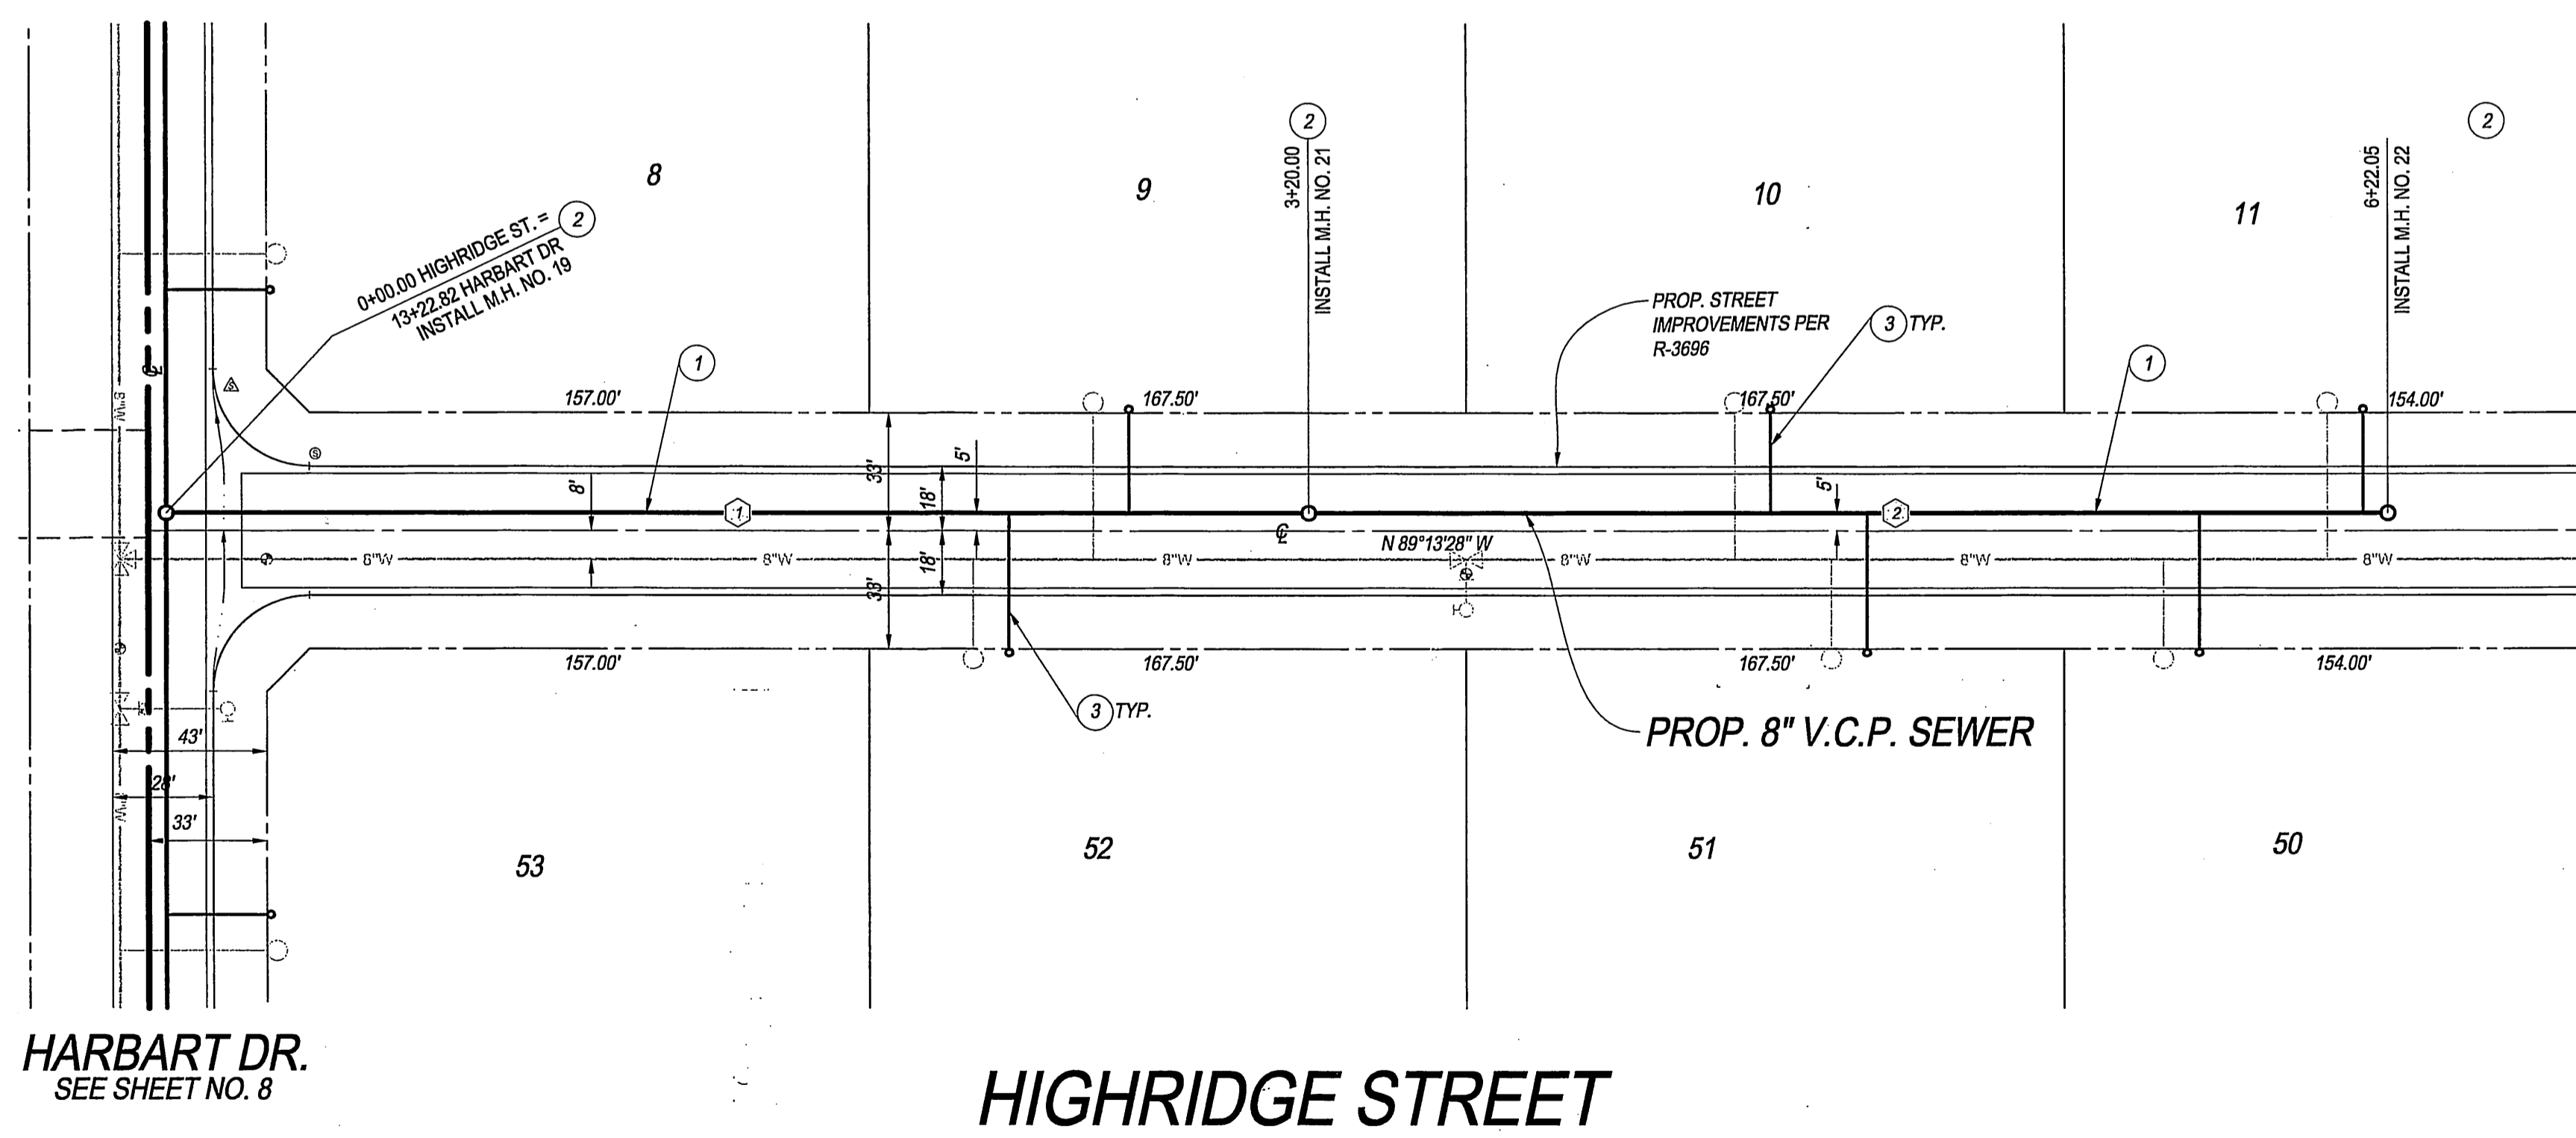 8
9
10
11
2
2
3+20.00
INSTALL M.H. NO. 21
6+22.05
INSTALL M.H. NO. 22
0+00.00 HIGHRIDGE ST. =
2
13+22.82 HARBART DR
INSTALL M.H. NO. 19
PROP. STREET
IMPROVEMENTS PER
R-3696
3 TYP.
1
1
157.00'
167.50'
167.50'
154.00'
S
S
8"W
8'
33'
18'
5'
5'
1
2
℄
℄
N 89°13'28" W
8"W
8"W
8"W
8"W
8"W
8"W
33'
18'
157.00'
167.50'
167.50'
154.00'
3 TYP.
PROP. 8" V.C.P. SEWER
43'
28'
33'
53
52
51
50
HARBART DR.
SEE SHEET NO. 8
HIGHRIDGE STREET